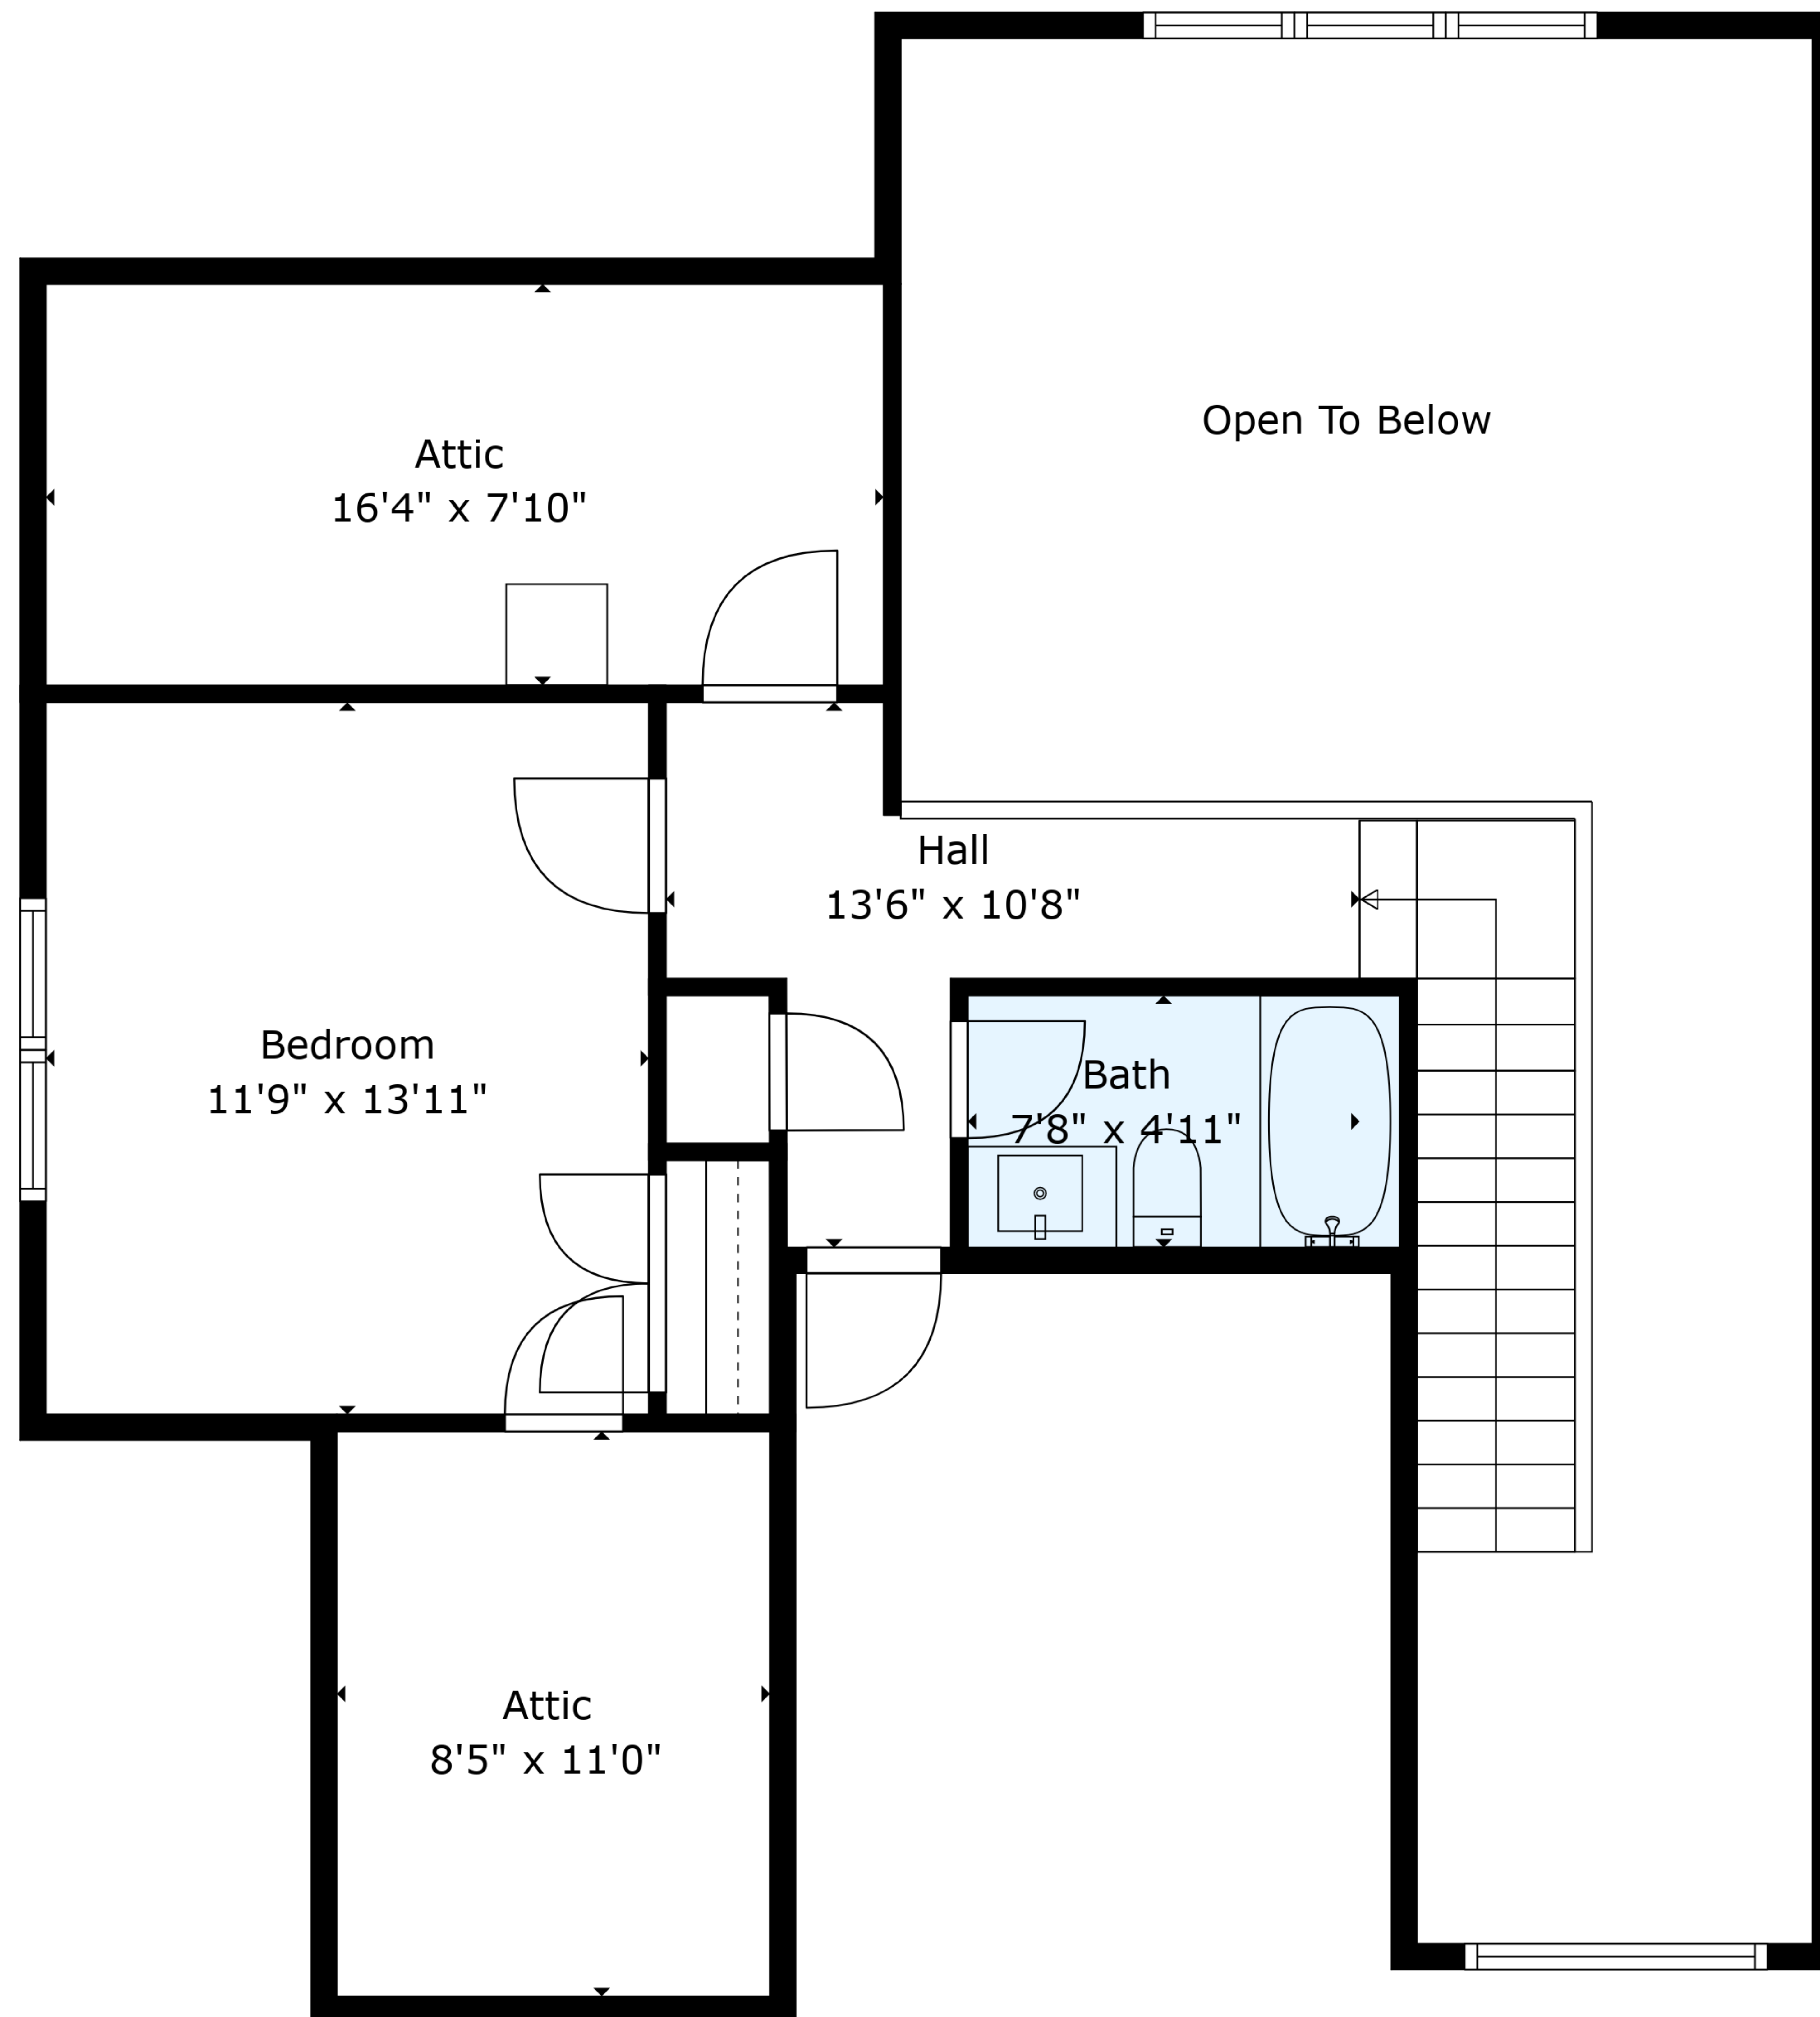 Open To Below
Attic
16'4" x 7'10"
Hall
13'6" x 10'8"
Bedroom
11'9" x 13'11"
Bath
7'8" x 4'11"
Attic
8'5" x 11'0"